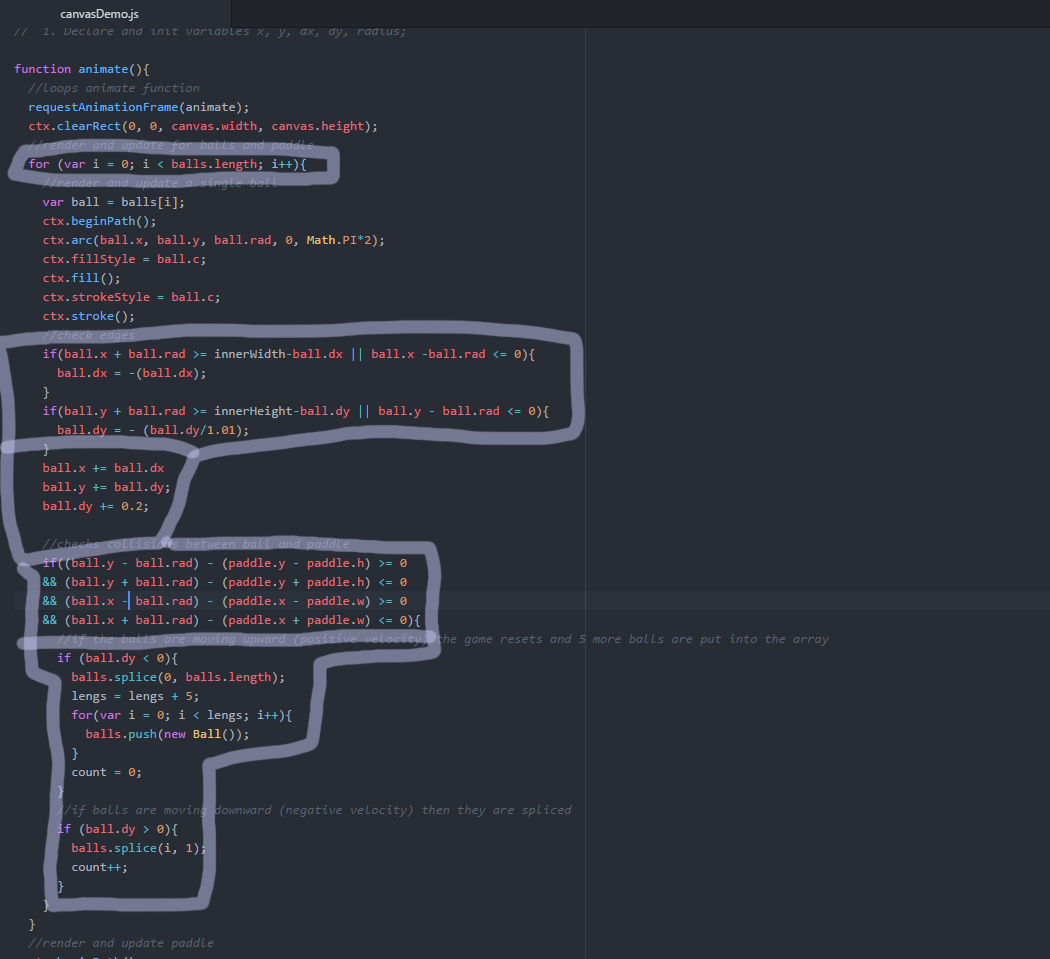 canvasDemo.js
//  1. Declare and init variables x, y, dx, dy, radius;
function animate(){
//loops animate function
requestAnimationFrame(animate);
ctx.clearRect(0, 0, canvas.width, canvas.height);
//render and update for balls and paddle
for (var i = 0; i < balls.length; i++){
//render and update a single ball
var ball = balls[i];
ctx.beginPath();
ctx.arc(ball.x, ball.y, ball.rad, 0, Math.PI*2);
ctx.fillStyle = ball.c;
ctx.fill();
ctx.strokeStyle = ball.c;
ctx.stroke();
//check edges
if(ball.x + ball.rad >= innerWidth-ball.dx || ball.x -ball.rad <= 0){
ball.dx = -(ball.dx);
}
if(ball.y + ball.rad >= innerHeight-ball.dy || ball.y - ball.rad <= 0){
ball.dy = - (ball.dy/1.01);
}
ball.x += ball.dx
ball.y += ball.dy;
ball.dy += 0.2;
//checks collisions between ball and paddle
if((ball.y - ball.rad) - (paddle.y - paddle.h) >= 0
&& (ball.y + ball.rad) - (paddle.y + paddle.h) <= 0
&& (ball.x - ball.rad) - (paddle.x - paddle.w) >= 0
&& (ball.x + ball.rad) - (paddle.x + paddle.w) <= 0){
//if the balls are moving upward (positive velocity) the game resets and 5 more balls are put into the array
if (ball.dy < 0){
balls.splice(0, balls.length);
lengs = lengs + 5;
for(var i = 0; i < lengs; i++){
balls.push(new Ball());
}
count = 0;
}
//if balls are moving downward (negative velocity) then they are spliced
if (ball.dy > 0){
balls.splice(i, 1);
count++;
}
}
}
//render and update paddle